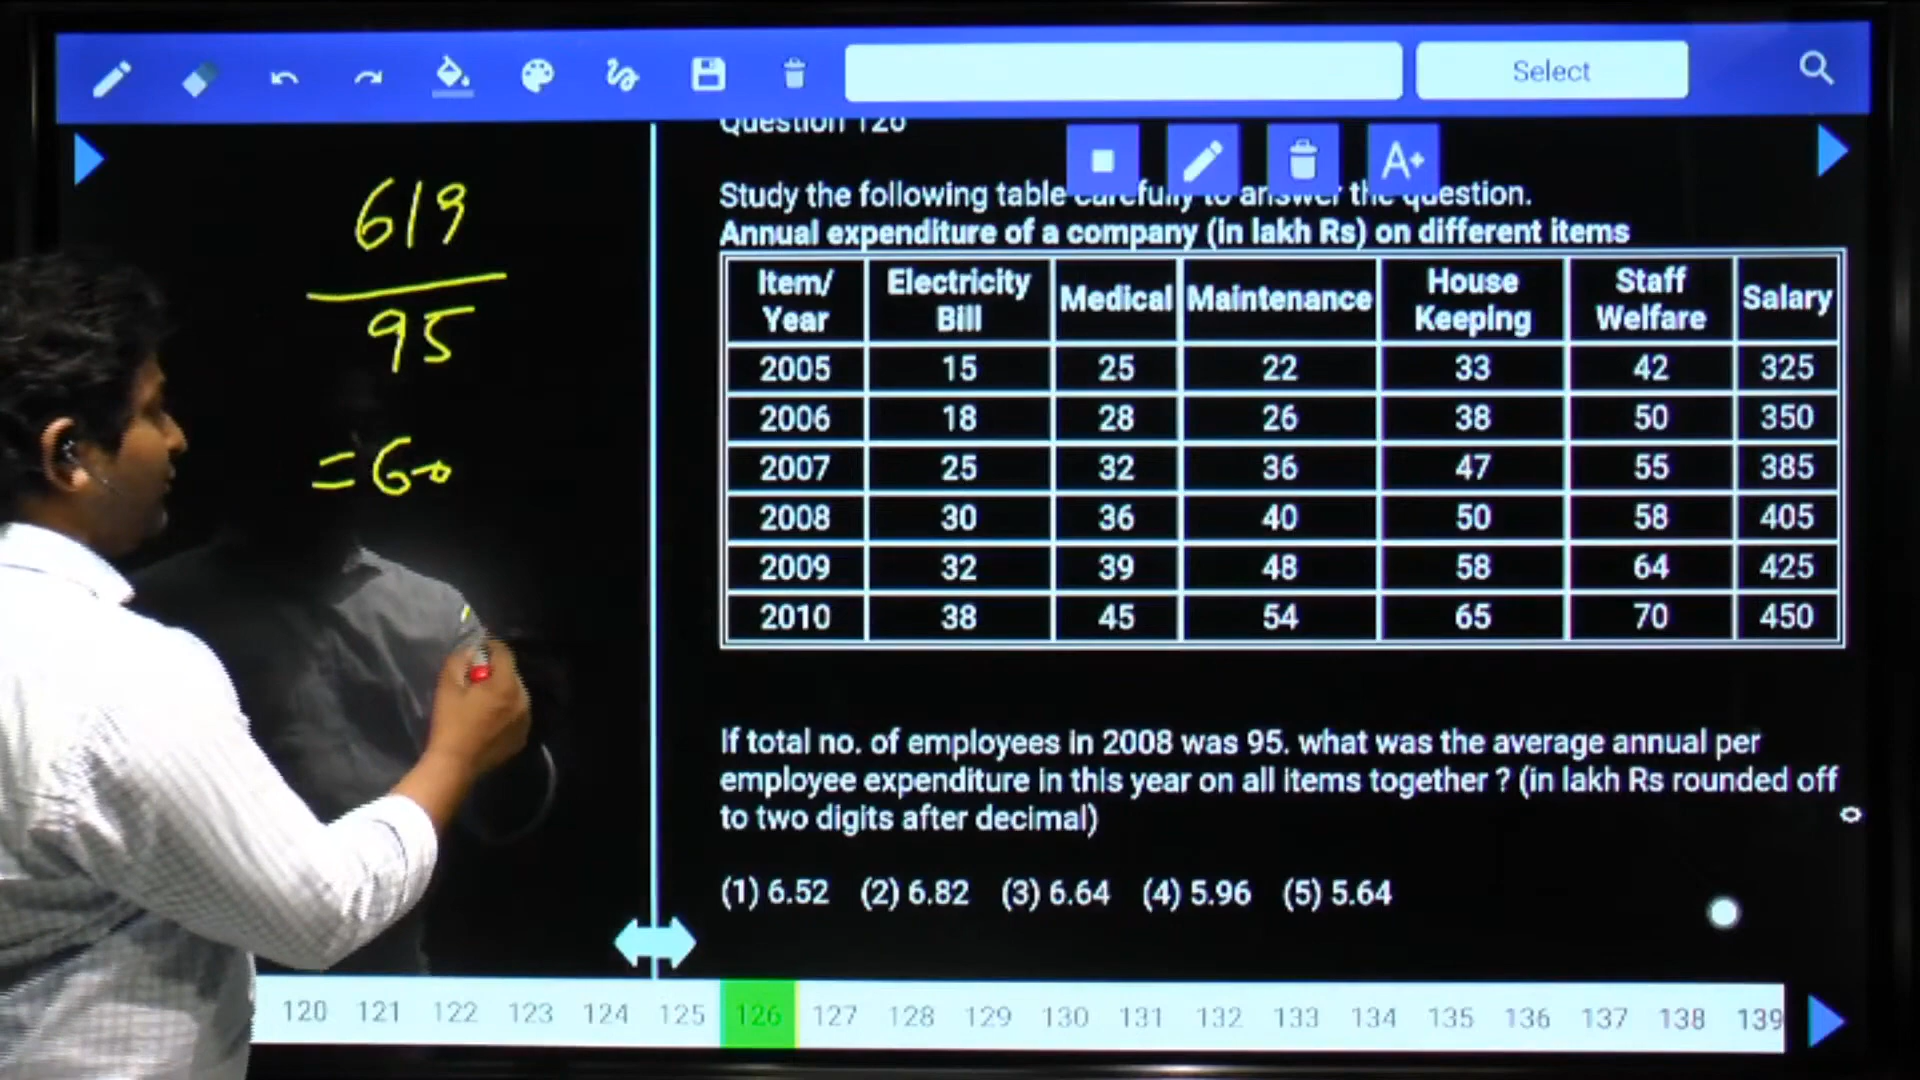 Select
Question 126
A+
Study the following table carefully to answer the question.
Annual expenditure of a company (in lakh Rs) on different items
Item/ Year Electricity Bill Medical Maintenance House Keeping Staff Welfare Salary
2005 15 25 22 33 42 325
2006 18 28 26 38 50 350
2007 25 32 36 47 55 385
2008 30 36 40 50 58 405
2009 32 39 48 58 64 425
2010 38 45 54 65 70 450
If total no. of employees in 2008 was 95. what was the average annual per
employee expenditure in this year on all items together ? (in lakh Rs rounded off
to two digits after decimal)
(1) 6.52 (2) 6.82 (3) 6.64 (4) 5.96 (5) 5.64
619
95
= 6
120 121 122 123 124 125 126 127 128 129 130 131 132 133 134 135 136 137 138 139